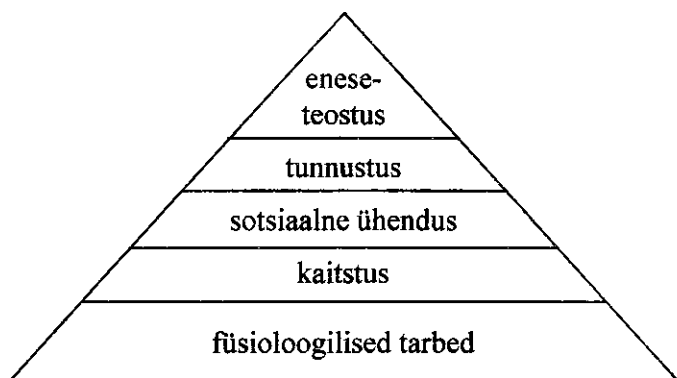 enese-
teostus
tunnustus
sotsiaalne ühendus
kaitstus
füsioloogilised tarbed